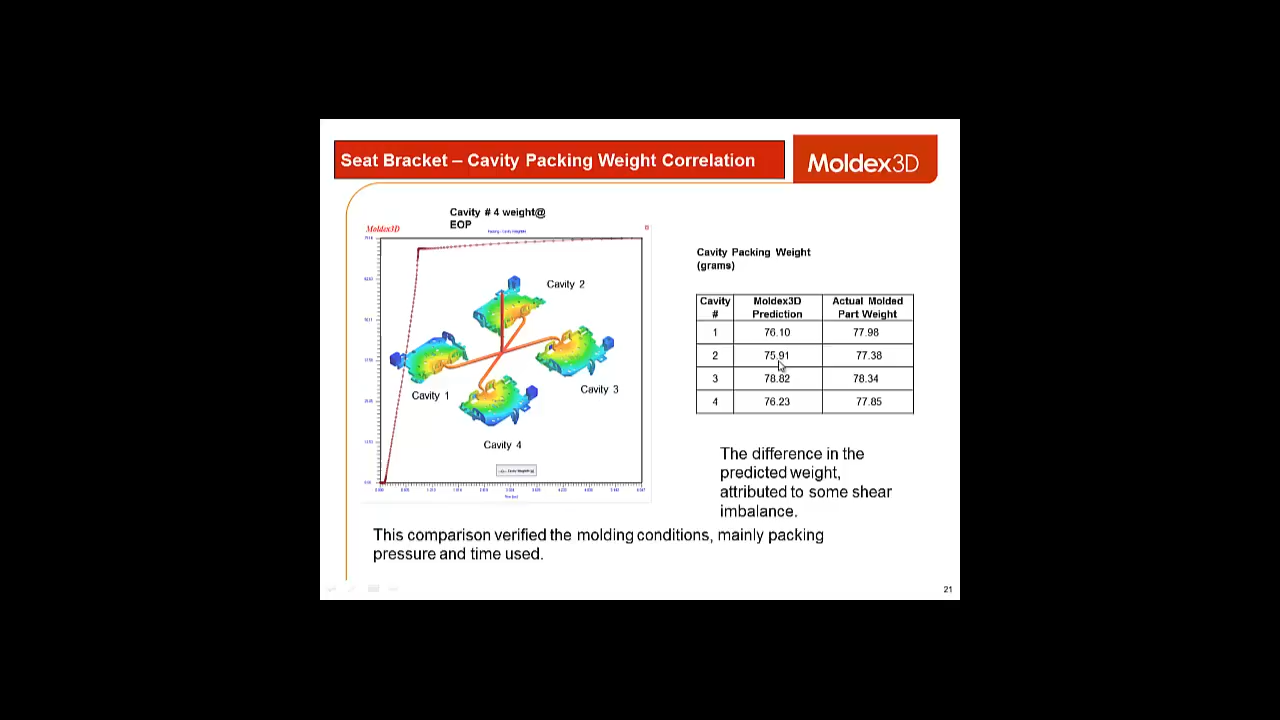 Seat Bracket – Cavity Packing Weight Correlation
Moldex3D
Cavity # 4 weight@
EOP
Moldex3D
Cavity 2
Cavity 1
Cavity 3
Cavity 4
Cavity Packing Weight
(grams)
Cavity # Moldex3D Prediction Actual Molded Part Weight
1 76.10 77.98
2 75.91 77.38
3 78.82 78.34
4 76.23 77.85
The difference in the
predicted weight,
attributed to some shear
imbalance.
This comparison verified the molding conditions, mainly packing
pressure and time used.
21